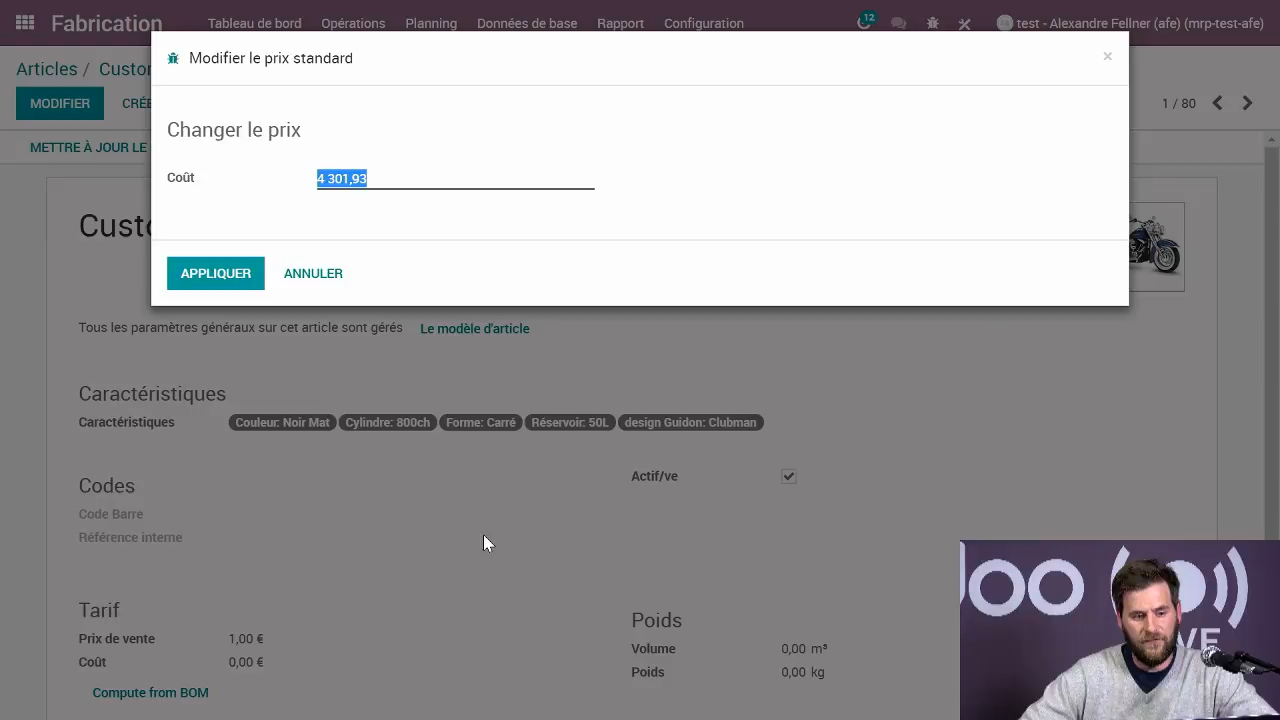 Fabrication Tableau de bord Opérations Planning Données de base Rapport Configuration 12 test - Alexandre Fellner (afe) (mrp-test-afe)
Modifier le prix standard ×
Articles / Custo
MODIFIER CRÉE 1 / 80
Changer le prix
METTRE À JOUR LE
Coût 4 301,93
Custo
APPLIQUER ANNULER
Tous les paramètres généraux sur cet article sont gérés Le modèle d'article
Caractéristiques
Caractéristiques Couleur: Noir Mat Cylindre: 800ch Forme: Carré Réservoir: 50L design Guidon: Clubman
Actif/ve
Codes
Code Barre
Référence interne
Tarif
Prix de vente 1,00 €
Coût 0,00 €
Compute from BOM
Poids
Volume 0,00 m³
Poids 0,00 kg